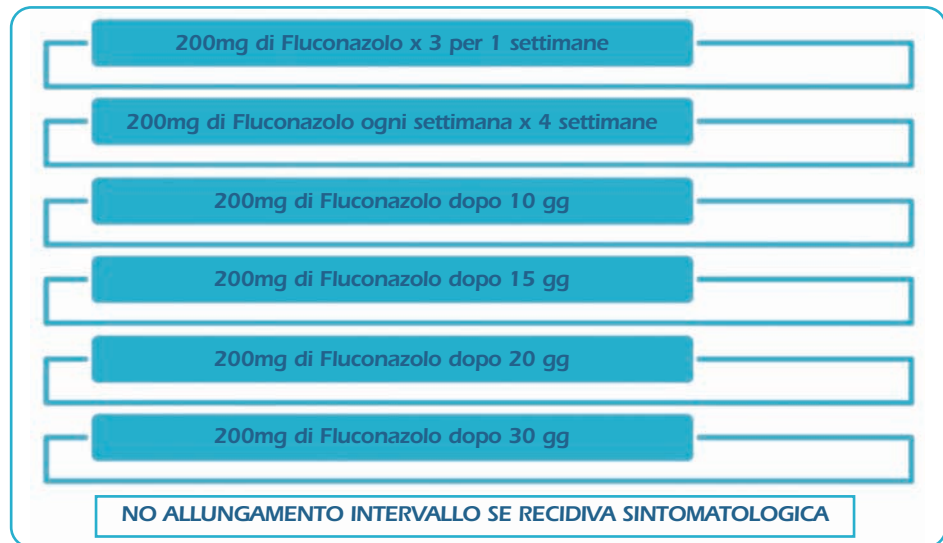 200mg di Fluconazolo x 3 per 1 settimane
200mg di Fluconazolo ogni settimana x 4 settimane
200mg di Fluconazolo dopo 10 gg
200mg di Fluconazolo dopo 15 gg
200mg di Fluconazolo dopo 20 gg
200mg di Fluconazolo dopo 30 gg
NO ALLUNGAMENTO INTERVALLO SE RECIDIVA SINTOMATOLOGICA